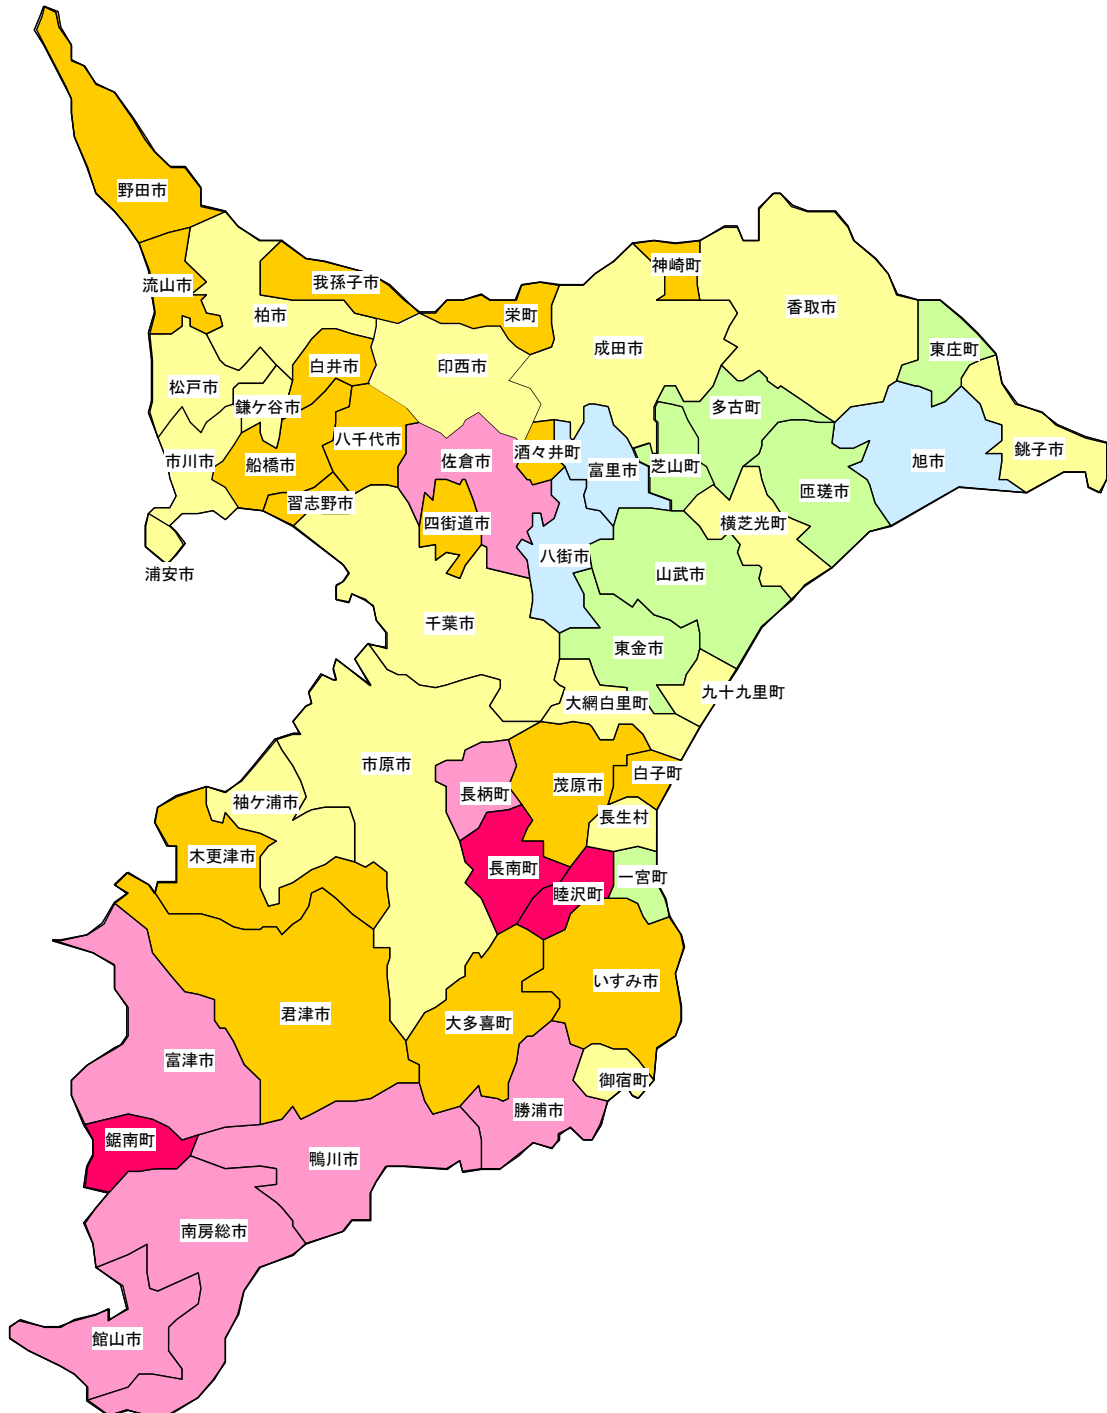 野田市
流山市
我孫子市
柏市
栄町
神崎町
香取市
東庄町
成田市
印西市
白井市
松戸市
鎌ケ谷市
多古町
銚子市
市川市
船橋市
八千代市
佐倉市
酒々井町
富里市
芝山町
旭市
匝瑳市
習志野市
四街道市
横芝光町
浦安市
八街市
山武市
千葉市
東金市
九十九里町
大網白里町
市原市
白子町
茂原市
長柄町
袖ケ浦市
長生村
木更津市
長南町
一宮町
睦沢町
いすみ市
君津市
大多喜町
富津市
御宿町
勝浦市
鋸南町
鴨川市
南房総市
館山市